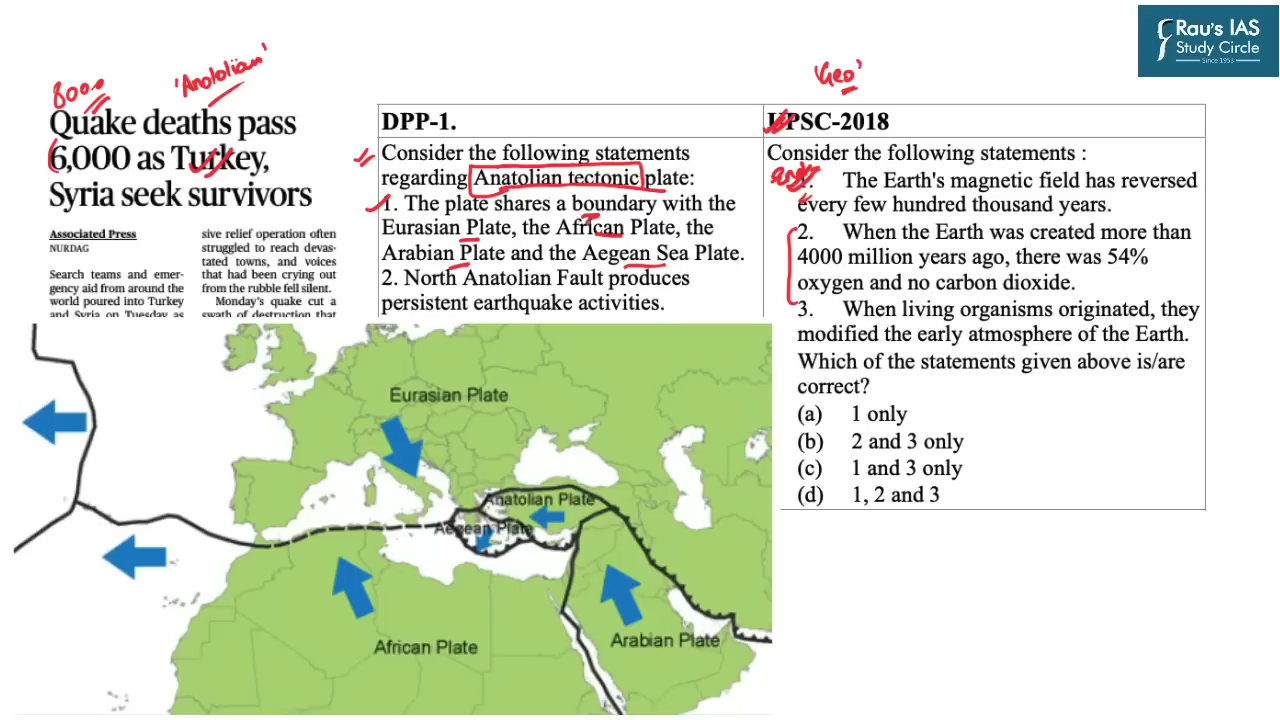 Rau's IAS
Study Circle
Since 1953
8000
'Anatolian'
Quake deaths pass
6,000 as Turkey,
Syria seek survivors
Associated Press
NURDAG
Search teams and emer-
gency aid from around the
world poured into Turkey
and Syria on Tuesday as
sive relief operation often
struggled to reach devas-
tated towns, and voices
that had been crying out
from the rubble fell silent.
Monday's quake cut a
swath of destruction that
DPP-1.
Consider the following statements
regarding Anatolian tectonic plate:
1. The plate shares a boundary with the
Eurasian Plate, the African Plate, the
Arabian Plate and the Aegean Sea Plate.
2. North Anatolian Fault produces
persistent earthquake activities.
'Geo'
UPSC-2018
Consider the following statements :
1. The Earth's magnetic field has reversed
every few hundred thousand years.
2. When the Earth was created more than
4000 million years ago, there was 54%
oxygen and no carbon dioxide.
3. When living organisms originated, they
modified the early atmosphere of the Earth.
Which of the statements given above is/are
correct?
(a) 1 only
(b) 2 and 3 only
(c) 1 and 3 only
(d) 1, 2 and 3
Eurasian Plate
Anatolian Plate
Aegean Plate
African Plate
Arabian Plate